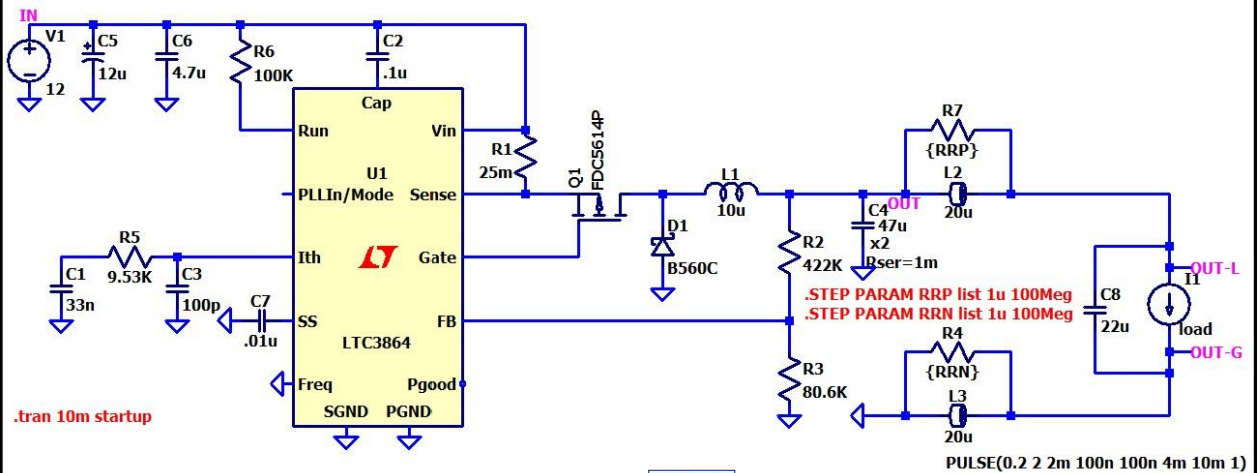 IN
V1
12
C5
12u
C6
4.7u
R6
100K
C2
.1u
Cap
Run
Vin
U1
PLLIn/Mode
Sense
Ith
Gate
SS
FB
LTC3864
Freq
Pgood
SGND
PGND
R1
25m
Q1
FDC5614P
L1
10u
D1
B560C
R5
9.53K
C1
33n
C3
100p
C7
.01u
R2
422K
R3
80.6K
C4
47u
x2
Rser=1m
OUT
R7
{RRP}
L2
20u
.STEP PARAM RRP list 1u 100Meg
.STEP PARAM RRN list 1u 100Meg
C8
22u
OUT-L
I1
load
OUT-G
R4
{RRN}
L3
20u
.tran 10m startup
PULSE(0.2 2 2m 100n 100n 4m 10m 1)